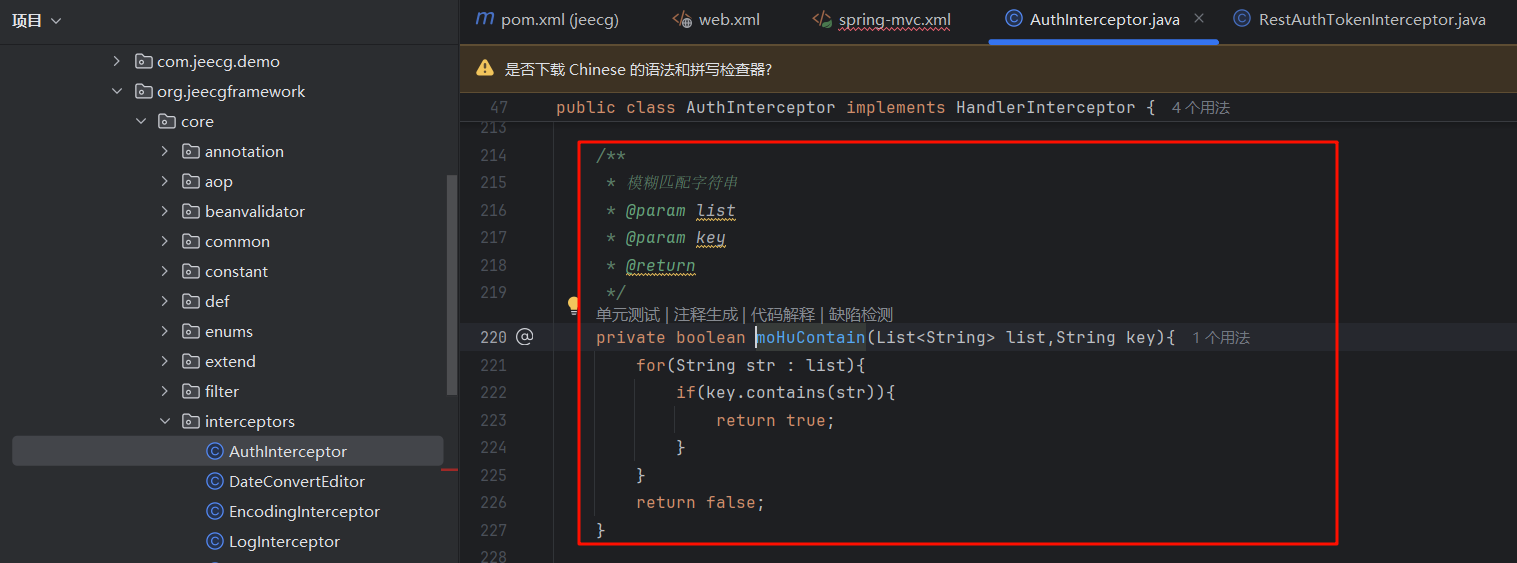 项目
pom.xml (jeecg)
web.xml
spring-mvc.xml
AuthInterceptor.java
RestAuthTokenInterceptor.java
com.jeecg.demo
org.jeecgframework
core
annotation
aop
beanvalidator
common
constant
def
enums
extend
filter
interceptors
AuthInterceptor
DateConvertEditor
EncodingInterceptor
LogInterceptor
是否下载 Chinese 的语法和拼写检查器?
47 public class AuthInterceptor implements HandlerInterceptor { 4 个用法
213
214 /**
215 * 模糊匹配字符串
216 * @param list
217 * @param key
218 * @return
219 */
单元测试 | 注释生成 | 代码解释 | 缺陷检测
220 @ private boolean moHuContain(List<String> list,String key){ 1 个用法
221 for(String str : list){
222 if(key.contains(str)){
223 return true;
224 }
225 }
226 return false;
227 }
228